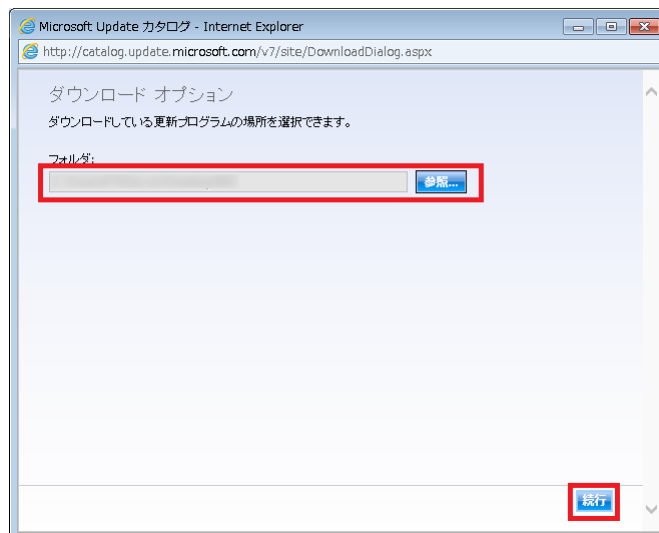 Microsoft Update カタログ - Internet Explorer
http://catalog.update.microsoft.com/v7/site/DownloadDialog.aspx
ダウンロード オプション
ダウンロードしている更新プログラムの場所を選択できます。
フォルダ:
参照...
続行